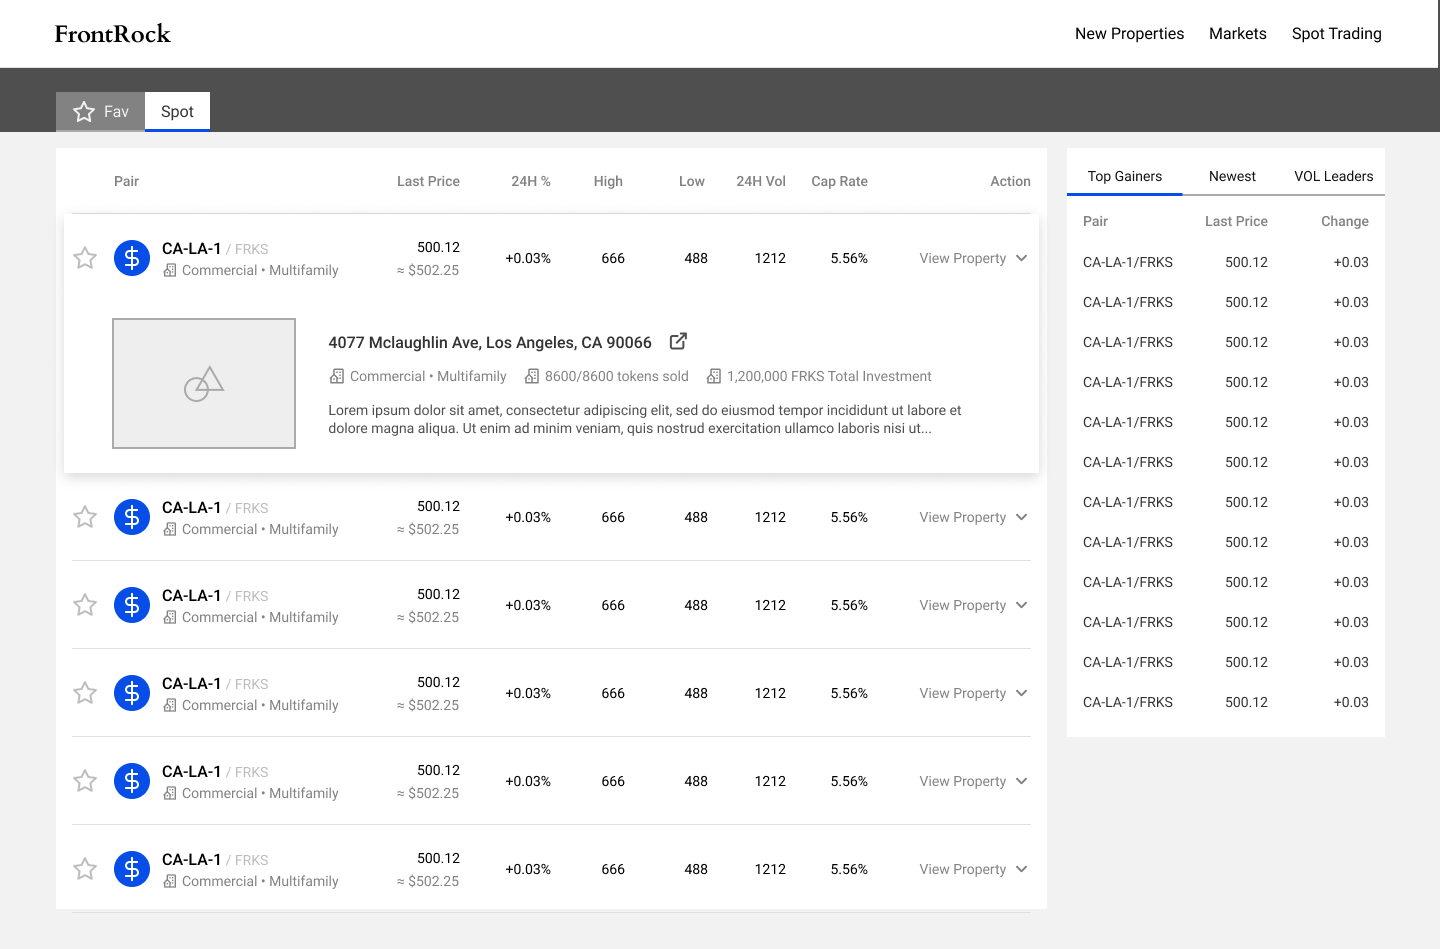 FrontRock
New Properties Markets Spot Trading
Fav Spot
Pair Last Price 24H % High Low 24H Vol Cap Rate Action
CA-LA-1 / FRKS 500.12 +0.03% 666 488 1212 5.56% View Property
Commercial • Multifamily ≈ $502.25
4077 Mclaughlin Ave, Los Angeles, CA 90066
Commercial • Multifamily 8600/8600 tokens sold 1,200,000 FRKS Total Investment
Lorem ipsum dolor sit amet, consectetur adipiscing elit, sed do eiusmod tempor incididunt ut labore et
dolore magna aliqua. Ut enim ad minim veniam, quis nostrud exercitation ullamco laboris nisi ut...
CA-LA-1 / FRKS 500.12 +0.03% 666 488 1212 5.56% View Property
Commercial • Multifamily ≈ $502.25
CA-LA-1 / FRKS 500.12 +0.03% 666 488 1212 5.56% View Property
Commercial • Multifamily ≈ $502.25
CA-LA-1 / FRKS 500.12 +0.03% 666 488 1212 5.56% View Property
Commercial • Multifamily ≈ $502.25
CA-LA-1 / FRKS 500.12 +0.03% 666 488 1212 5.56% View Property
Commercial • Multifamily ≈ $502.25
CA-LA-1 / FRKS 500.12 +0.03% 666 488 1212 5.56% View Property
Commercial • Multifamily ≈ $502.25
Top Gainers Newest VOL Leaders
Pair Last Price Change
CA-LA-1/FRKS 500.12 +0.03
CA-LA-1/FRKS 500.12 +0.03
CA-LA-1/FRKS 500.12 +0.03
CA-LA-1/FRKS 500.12 +0.03
CA-LA-1/FRKS 500.12 +0.03
CA-LA-1/FRKS 500.12 +0.03
CA-LA-1/FRKS 500.12 +0.03
CA-LA-1/FRKS 500.12 +0.03
CA-LA-1/FRKS 500.12 +0.03
CA-LA-1/FRKS 500.12 +0.03
CA-LA-1/FRKS 500.12 +0.03
CA-LA-1/FRKS 500.12 +0.03